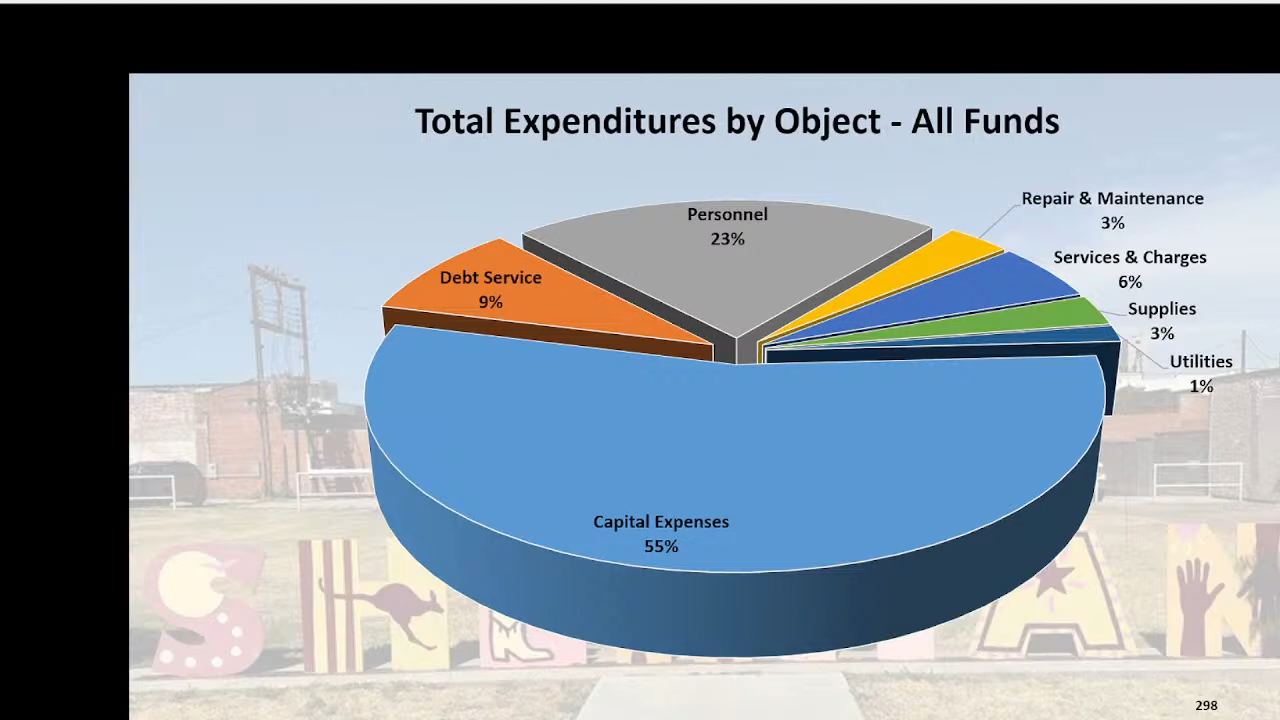 Total Expenditures by Object - All Funds
Personnel
23%
Repair & Maintenance
3%
Services & Charges
6%
Debt Service
9%
Supplies
3%
Utilities
1%
Capital Expenses
55%
298